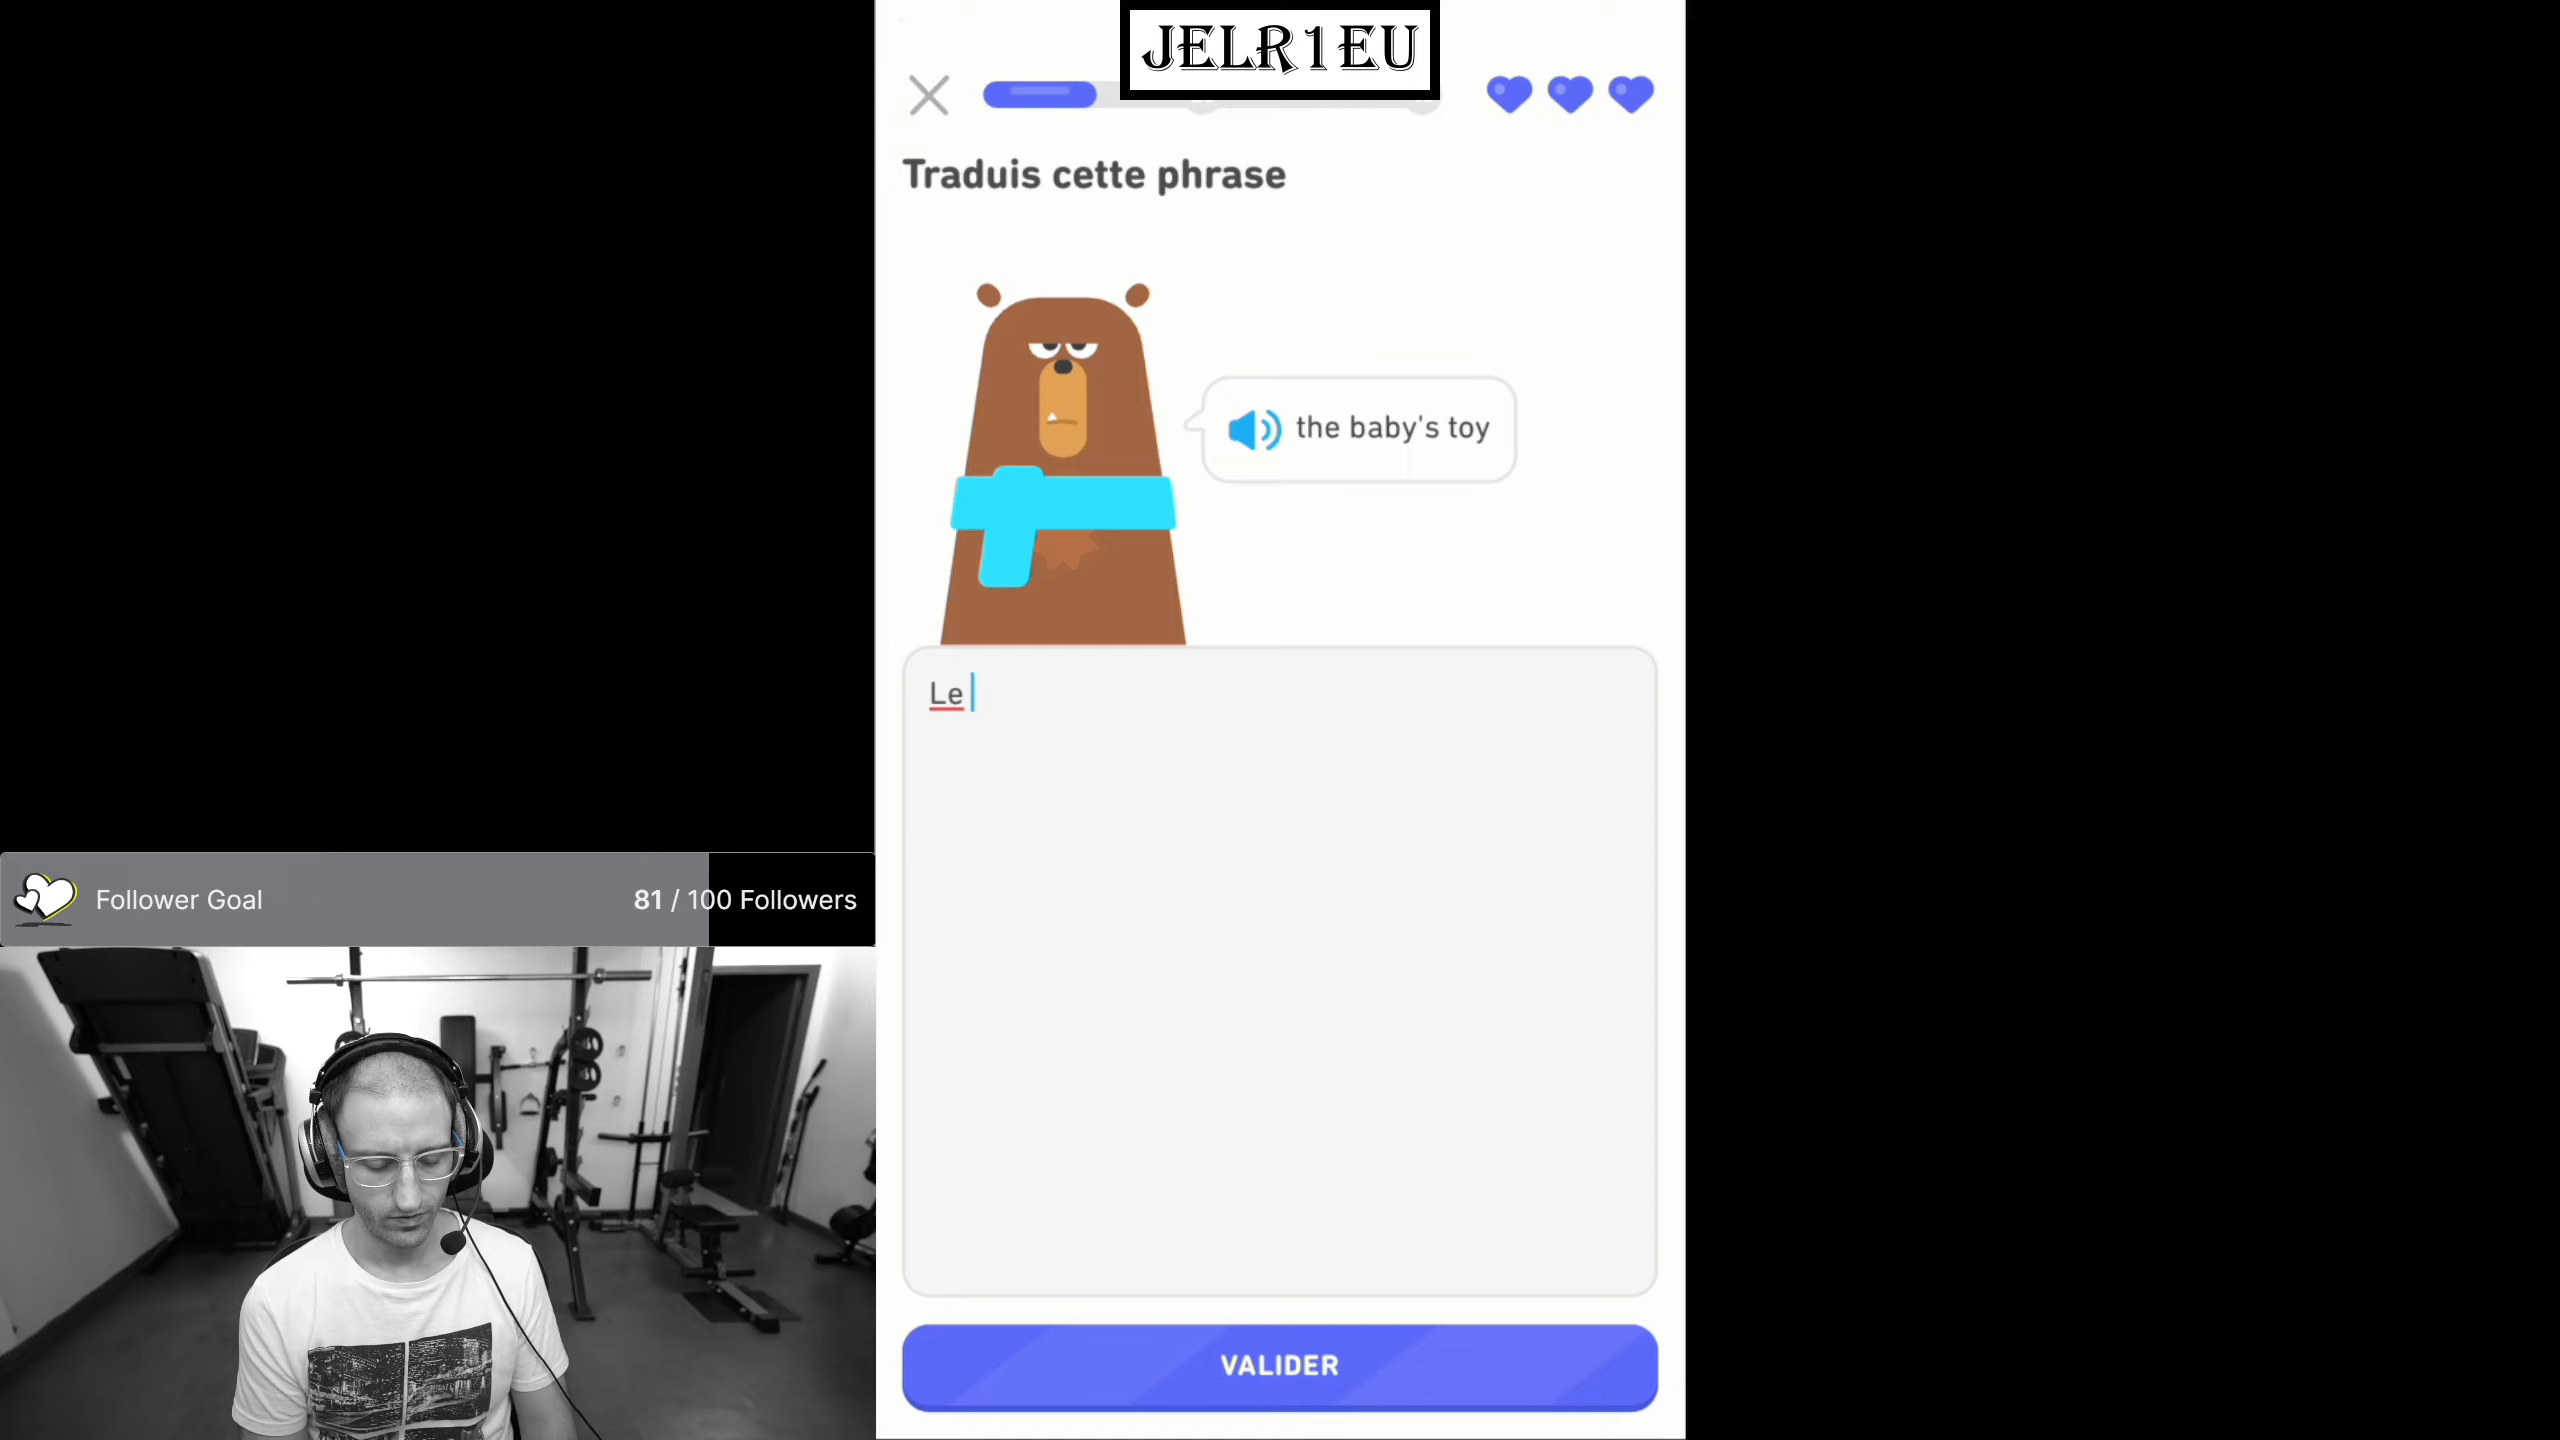 JELR1EU
Traduis cette phrase
the baby's toy
Le
Follower Goal
81 / 100 Followers
VALIDER